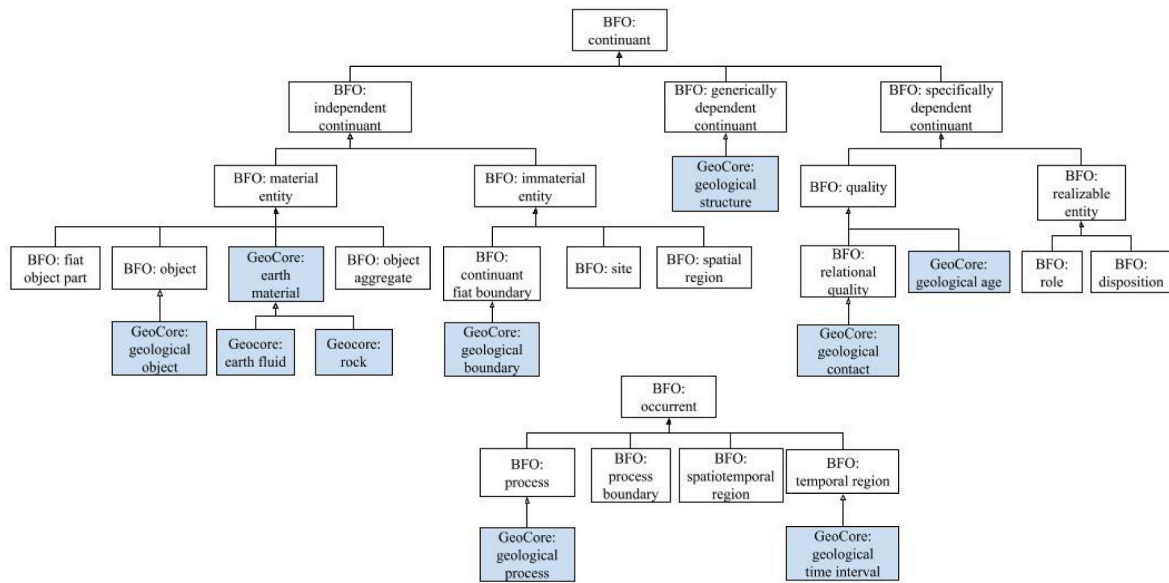 BFO:
continuant
BFO:
independent
continuant
BFO: generically
dependent
continuant
BFO: specifically
dependent
continuant
BFO: material
entity
BFO: immaterial
entity
GeoCore:
geological
structure
BFO: quality
BFO:
realizable
entity
BFO: fiat
object part
BFO: object
GeoCore:
earth
material
BFO: object
aggregate
BFO:
continuant
fiat boundary
BFO: site
BFO: spatial
region
BFO:
relational
quality
GeoCore:
geological age
BFO:
role
BFO:
disposition
GeoCore:
geological
object
Geocore:
earth fluid
Geocore:
rock
GeoCore:
geological
boundary
GeoCore:
geological
contact
BFO:
occurrent
BFO:
process
BFO:
process
boundary
BFO:
spatiotemporal
region
BFO:
temporal region
GeoCore:
geological
process
GeoCore:
geological
time interval